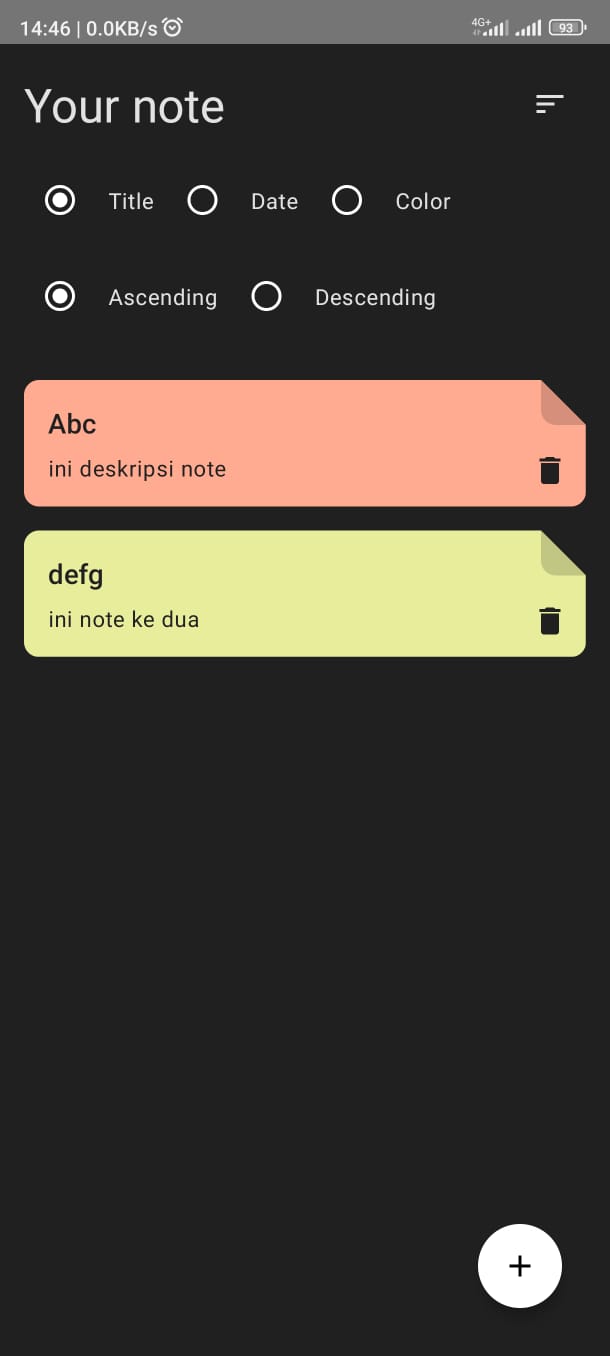 14:46 | 0.0KB/s 4G+ 93
Your note
Title Date Color
Ascending Descending
Abc
ini deskripsi note
defg
ini note ke dua